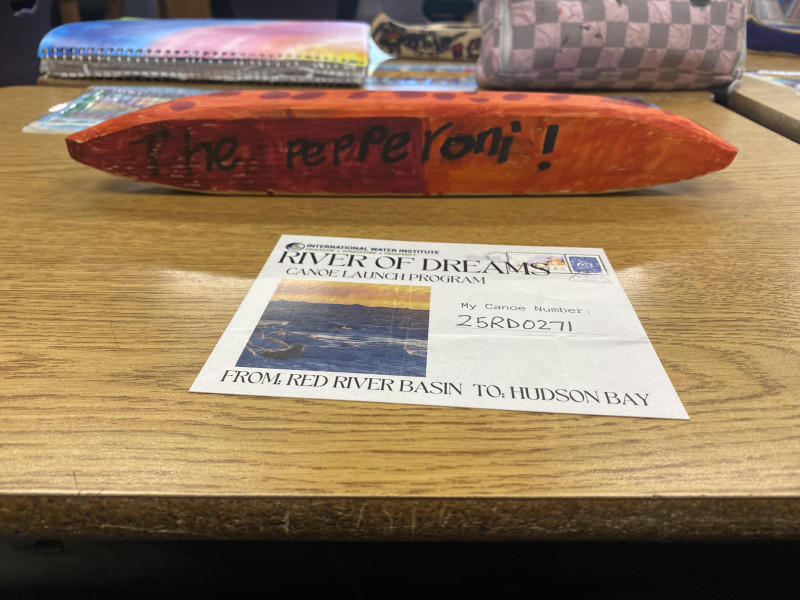 The pepperoni!
INTERNATIONAL WATER INSTITUTE
RIVER OF DREAMS
CANOE LAUNCH PROGRAM
My Canoe Number:
25RD0271
FROM: RED RIVER BASIN TO: HUDSON BAY